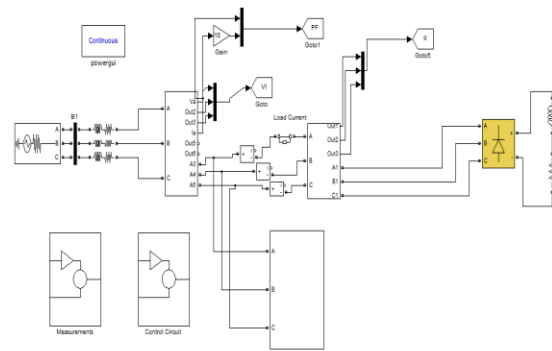 Continuous
powergui
PF
Goto1
10
Gain
II
Goto5
VI
Goto
B1
A
B
C
A
B
C
Va
Out2
Out3
Ia
Out5
Out6
A3
A4
A5
Load Current
A
B
C
Out1
Out2
Out3
A1
B1
C1
A
B
C
+
-
A
B
C
Measurements
Control Circuit